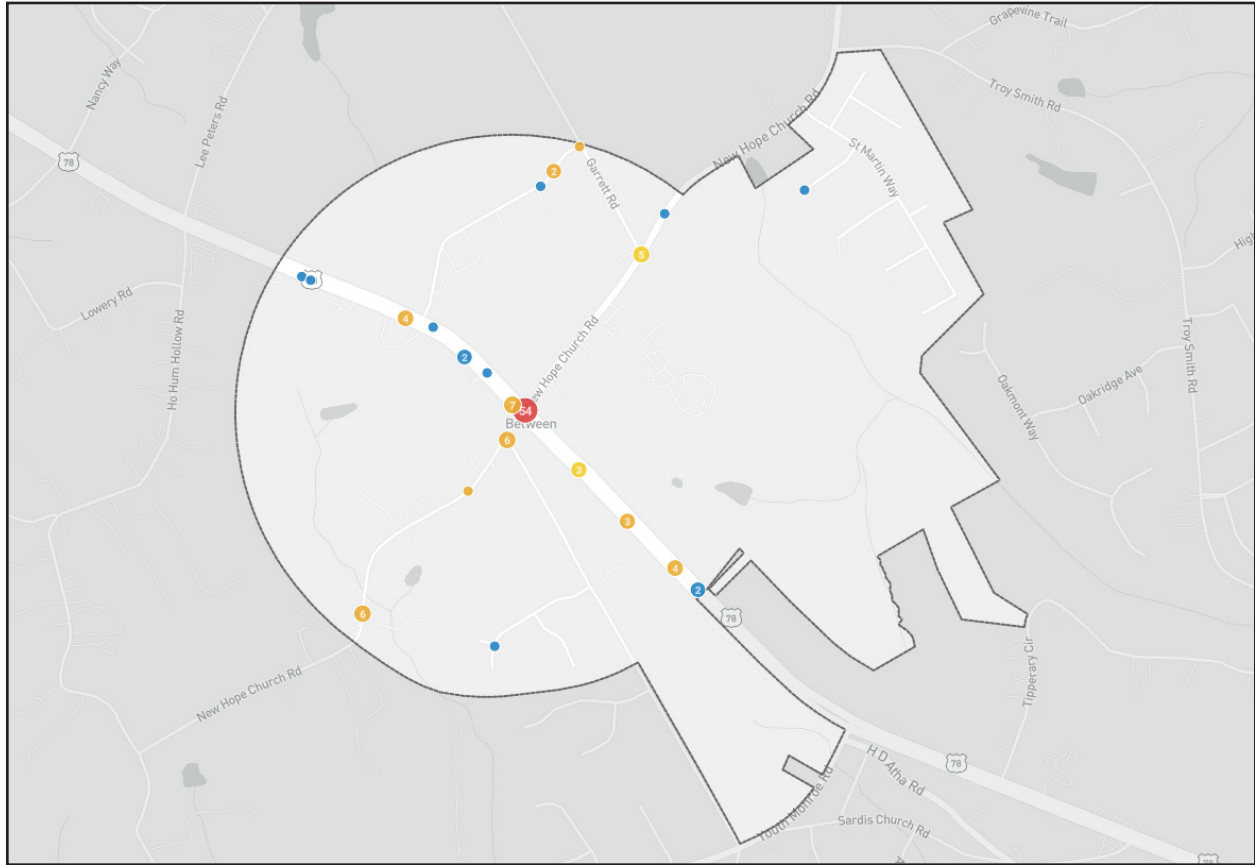 Grapevine Trail
Nancy Way
Troy Smith Rd
Lee Peters Rd
New Hope Church Rd
78
2
St Martin Way
Garrett Rd
5
High
Lowery Rd
4
Troy Smith Rd
Ho Hum Hollow Rd
New Hope Church Rd
2
Oakridge Ave
Oakmont Way
7
54
Between
6
3
3
4
2
6
78
New Hope Church Rd
Tipperary Cir
78
H D Atha Rd
Youth Monroe Rd
Sardis Church Rd
78